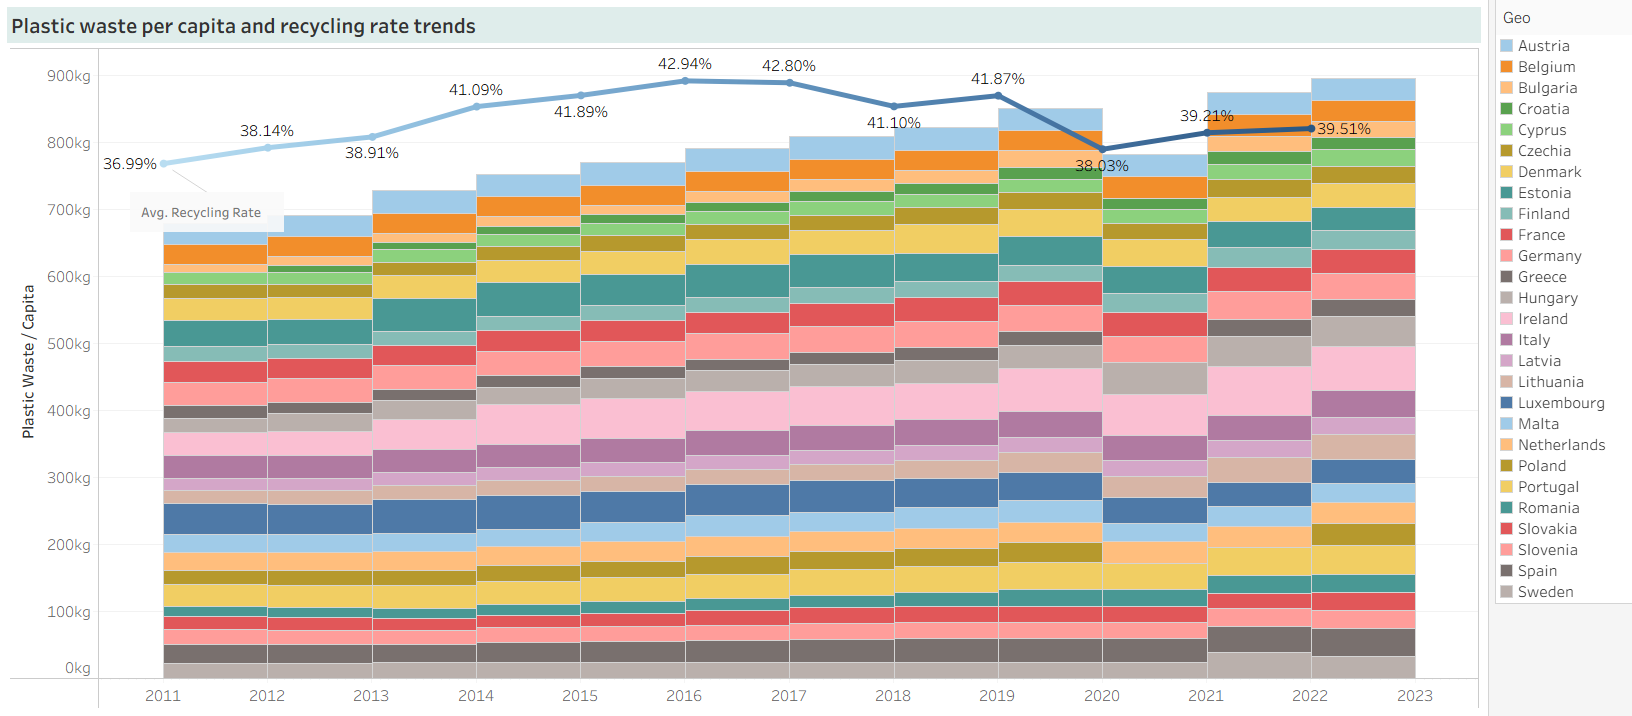 Plastic waste per capita and recycling rate trends
Plastic Waste / Capita
900kg
800kg
700kg
600kg
500kg
400kg
300kg
200kg
100kg
0kg
36.99%
38.14%
38.91%
41.09%
41.89%
42.94%
42.80%
41.10%
41.87%
38.03%
39.21%
39.51%
Avg. Recycling Rate
2011
2012
2013
2014
2015
2016
2017
2018
2019
2020
2021
2022
2023
Geo
Austria
Belgium
Bulgaria
Croatia
Cyprus
Czechia
Denmark
Estonia
Finland
France
Germany
Greece
Hungary
Ireland
Italy
Latvia
Lithuania
Luxembourg
Malta
Netherlands
Poland
Portugal
Romania
Slovakia
Slovenia
Spain
Sweden